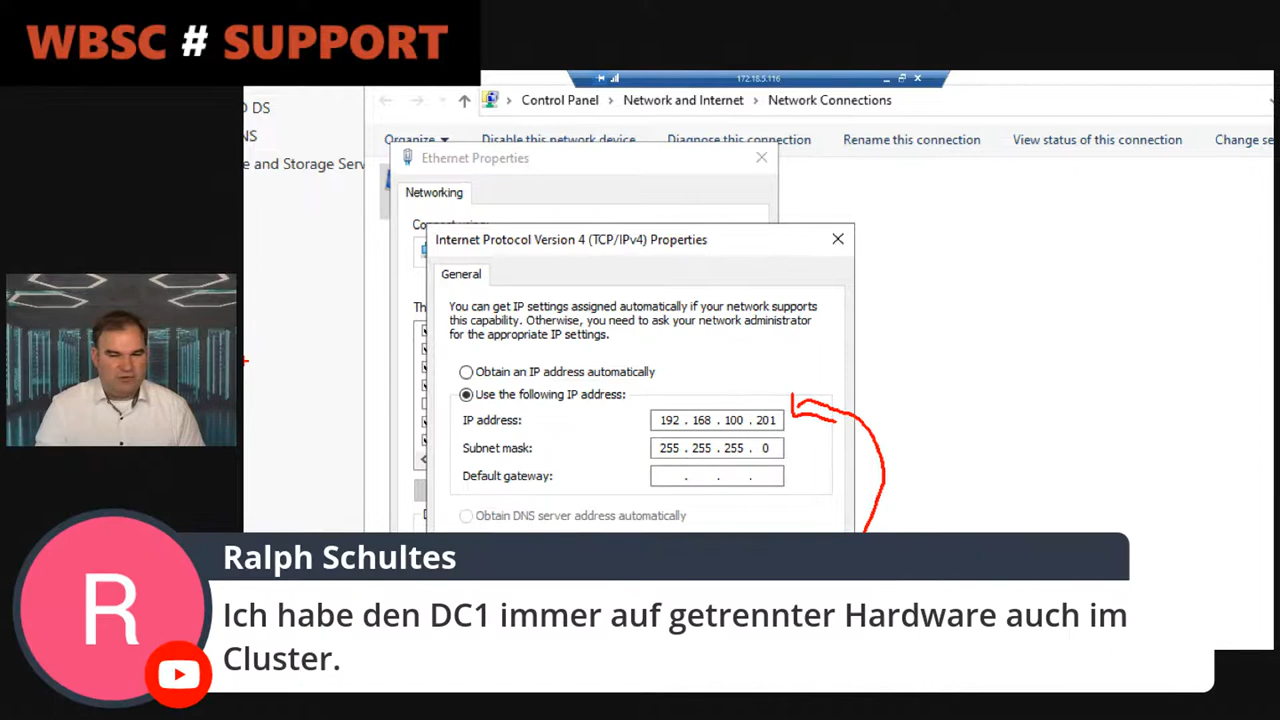 WBSC # SUPPORT
172.18.5.116
DS
NS
e and Storage Serv
Control Panel
Network and Internet
Network Connections
Organize
Disable this network device
Diagnose this connection
Rename this connection
View status of this connection
Change se
Ethernet Properties
Networking
Internet Protocol Version 4 (TCP/IPv4) Properties
General
Th
You can get IP settings assigned automatically if your network supports
this capability. Otherwise, you need to ask your network administrator
for the appropriate IP settings.
Obtain an IP address automatically
Use the following IP address:
IP address: 192 . 168 . 100 . 201
Subnet mask: 255 . 255 . 255 . 0
Default gateway: . . .
Obtain DNS server address automatically
R
Ralph Schultes
Ich habe den DC1 immer auf getrennter Hardware auch im
Cluster.